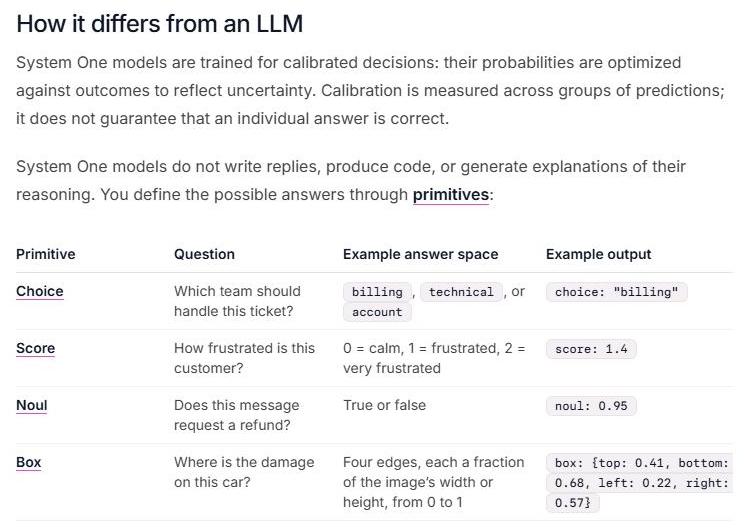 How it differs from an LLM
System One models are trained for calibrated decisions: their probabilities are optimized
against outcomes to reflect uncertainty. Calibration is measured across groups of predictions;
it does not guarantee that an individual answer is correct.
System One models do not write replies, produce code, or generate explanations of their
reasoning. You define the possible answers through primitives:
Primitive Question Example answer space Example output
Choice Which team should billing , technical , or choice: "billing"
handle this ticket? account
Score How frustrated is this 0 = calm, 1 = frustrated, 2 = score: 1.4
customer? very frustrated
Noul Does this message True or false noul: 0.95
request a refund?
Box Where is the damage Four edges, each a fraction box: {top: 0.41, bottom:
on this car? of the image's width or 0.68, left: 0.22, right:
height, from 0 to 1 0.57}